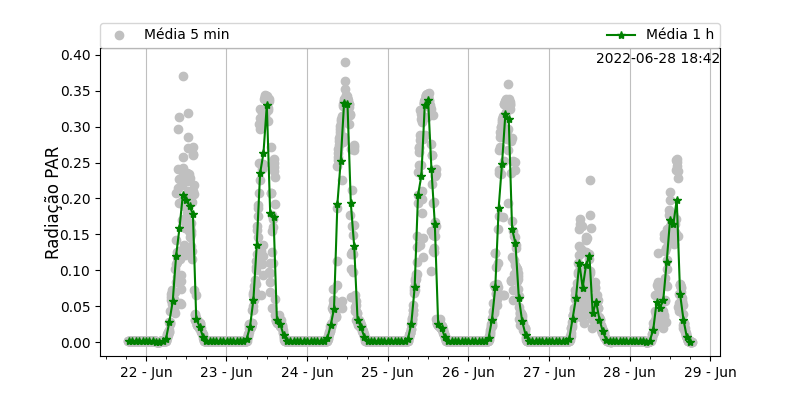 Média 5 min
Média 1 h
2022-06-28 18:42
Radiação PAR
0.40
0.35
0.30
0.25
0.20
0.15
0.10
0.05
0.00
22 - Jun
23 - Jun
24 - Jun
25 - Jun
26 - Jun
27 - Jun
28 - Jun
29 - Jun